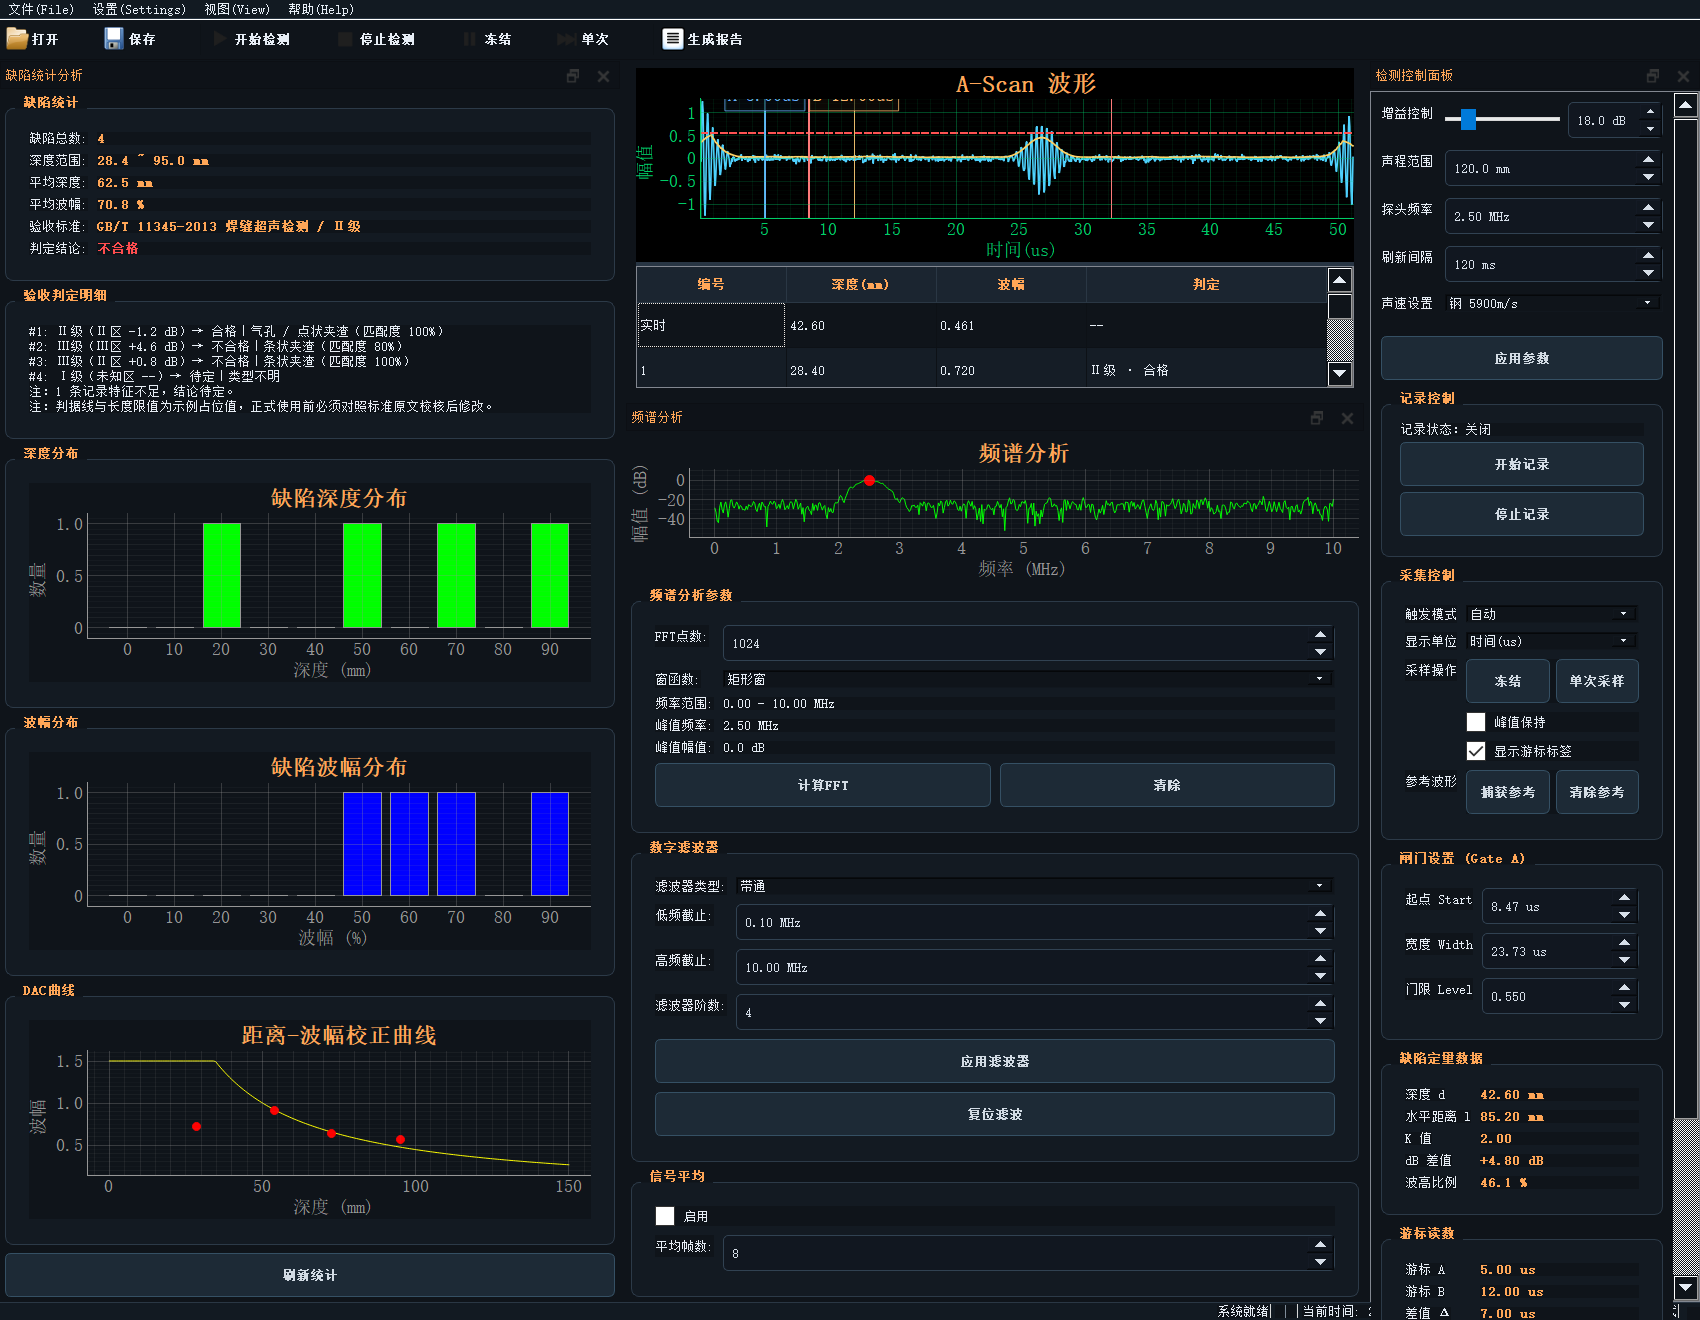 文件(File) 设置(Settings) 视图(View) 帮助(Help)
打开 保存 开始检测 停止检测 冻结 单次 生成报告
缺陷统计分析
缺陷统计
缺陷总数: 4
深度范围: 28.4 ~ 95.0 mm
平均深度: 62.5 mm
平均波幅: 70.8 %
验收标准: GB/T 11345-2013 焊缝超声检测 / Ⅱ级
判定结论: 不合格
验收判定明细
#1: Ⅱ级 (Ⅱ区 -1.2 dB) → 合格 | 气孔 / 点状夹渣 (匹配度 100%)
#2: Ⅲ级 (Ⅲ区 +4.6 dB) → 不合格 | 条状夹渣 (匹配度 80%)
#3: Ⅲ级 (Ⅱ区 +0.8 dB) → 不合格 | 条状夹渣 (匹配度 100%)
#4: Ⅰ级 (未知区 --) → 待定 | 类型不明
注: 1 条记录特征不足, 结论待定。
注: 判据线与长度限值为示例占位值, 正式使用前必须对照标准原文校核后修改。
深度分布
缺陷深度分布
数量
1.0
0.5
0
0 10 20 30 40 50 60 70 80 90
深度 (mm)
波幅分布
缺陷波幅分布
数量
1.0
0.5
0
0 10 20 30 40 50 60 70 80 90
波幅 (%)
DAC曲线
距离-波幅校正曲线
波幅
1.5
1.0
0.5
0 50 100 150
深度 (mm)
刷新统计
A-Scan 波形
幅值
1
0.5
0
-0.5
-1
5 10 15 20 25 30 35 40 45 50
时间(us)
编号 深度(mm) 波幅 判定
实时 42.60 0.461 --
1 28.40 0.720 Ⅱ级 · 合格
频谱分析
频谱分析
幅值 (dB)
0
-20
-40
0 1 2 3 4 5 6 7 8 9 10
频率 (MHz)
频谱分析参数
FFT点数: 1024
窗函数: 矩形窗
频率范围: 0.00 - 10.00 MHz
峰值频率: 2.50 MHz
峰值幅值: 0.0 dB
计算FFT 清除
数字滤波器
滤波器类型: 带通
低频截止: 0.10 MHz
高频截止: 10.00 MHz
滤波器阶数: 4
应用滤波器
复位滤波
信号平均
启用
平均帧数: 8
检测控制面板
增益控制 18.0 dB
声程范围 120.0 mm
探头频率 2.50 MHz
刷新间隔 120 ms
声速设置 钢 5900m/s
应用参数
记录控制
记录状态: 关闭
开始记录
停止记录
采集控制
触发模式 自动
显示单位 时间(us)
采样操作 冻结 单次采样
峰值保持
显示游标标签
参考波形 捕获参考 清除参考
闸门设置 (Gate A)
起点 Start 8.47 us
宽度 Width 23.73 us
门限 Level 0.550
缺陷定量数据
深度 d 42.60 mm
水平距离 l 85.20 mm
K 值 2.00
dB 差值 +4.80 dB
波高比例 46.1 %
游标读数
游标 A 5.00 us
游标 B 12.00 us
差值 Δ 7.00 us
系统就绪| | | 当前时间: